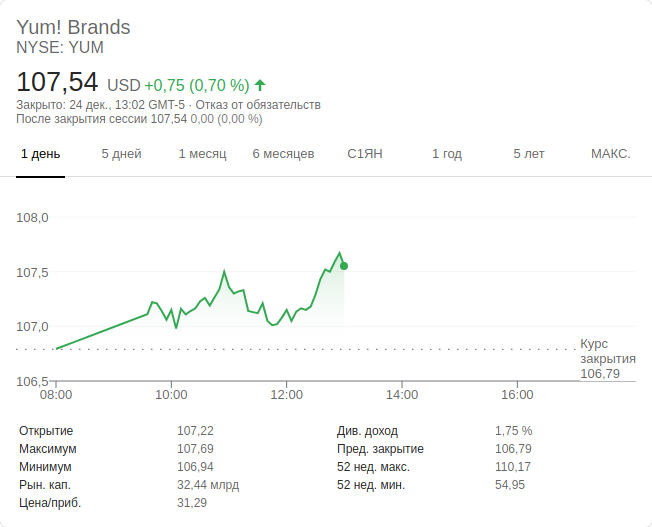 Yum! Brands
NYSE: YUM
107,54 USD +0,75 (0,70 %)
Закрыто: 24 дек., 13:02 GMT-5 · Отказ от обязательств
После закрытия сессии 107,54 0,00 (0,00 %)
1 день 5 дней 1 месяц 6 месяцев С1ЯН 1 год 5 лет МАКС.
108,0
107,5
107,0
Курс
закрытия
106,79
106,5
08:00 10:00 12:00 14:00 16:00
Открытие 107,22 Див. доход 1,75 %
Максимум 107,69 Пред. закрытие 106,79
Минимум 106,94 52 нед. макс. 110,17
Рын. кап. 32,44 млрд 52 нед. мин. 54,95
Цена/приб. 31,29